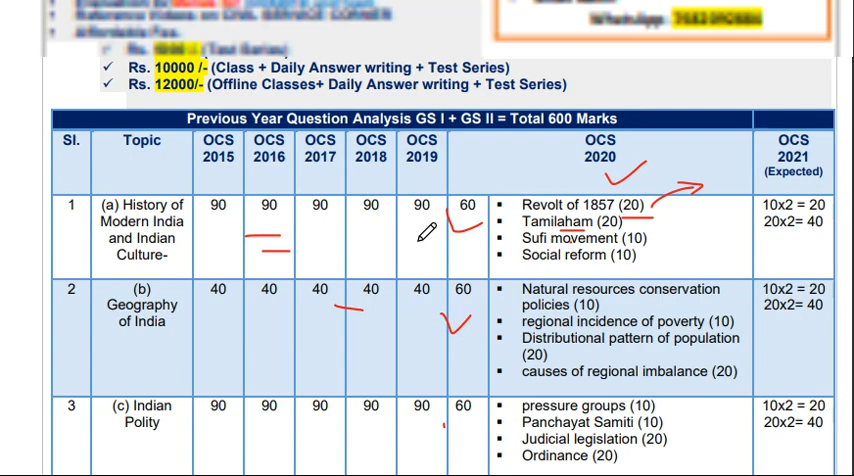 Rs. 10000 /- (Class + Daily Answer writing + Test Series)
Rs. 12000/- (Offline Classes+ Daily Answer writing + Test Series)
Previous Year Question Analysis GS I + GS II = Total 600 Marks
Sl. Topic OCS 2015 OCS 2016 OCS 2017 OCS 2018 OCS 2019 OCS 2020 OCS 2021 (Expected)
1 (a) History of Modern India and Indian Culture- 90 90 90 90 90 60
Revolt of 1857 (20)
Tamilaham (20)
Sufi movement (10)
Social reform (10)
10x2 = 20
20x2= 40
2 (b) Geography of India 40 40 40 40 40 60
Natural resources conservation
policies (10)
regional incidence of poverty (10)
Distributional pattern of population
(20)
causes of regional imbalance (20)
10x2 = 20
20x2= 40
3 (c) Indian Polity 90 90 90 90 90 60
pressure groups (10)
Panchayat Samiti (10)
Judicial legislation (20)
Ordinance (20)
10x2 = 20
20x2= 40